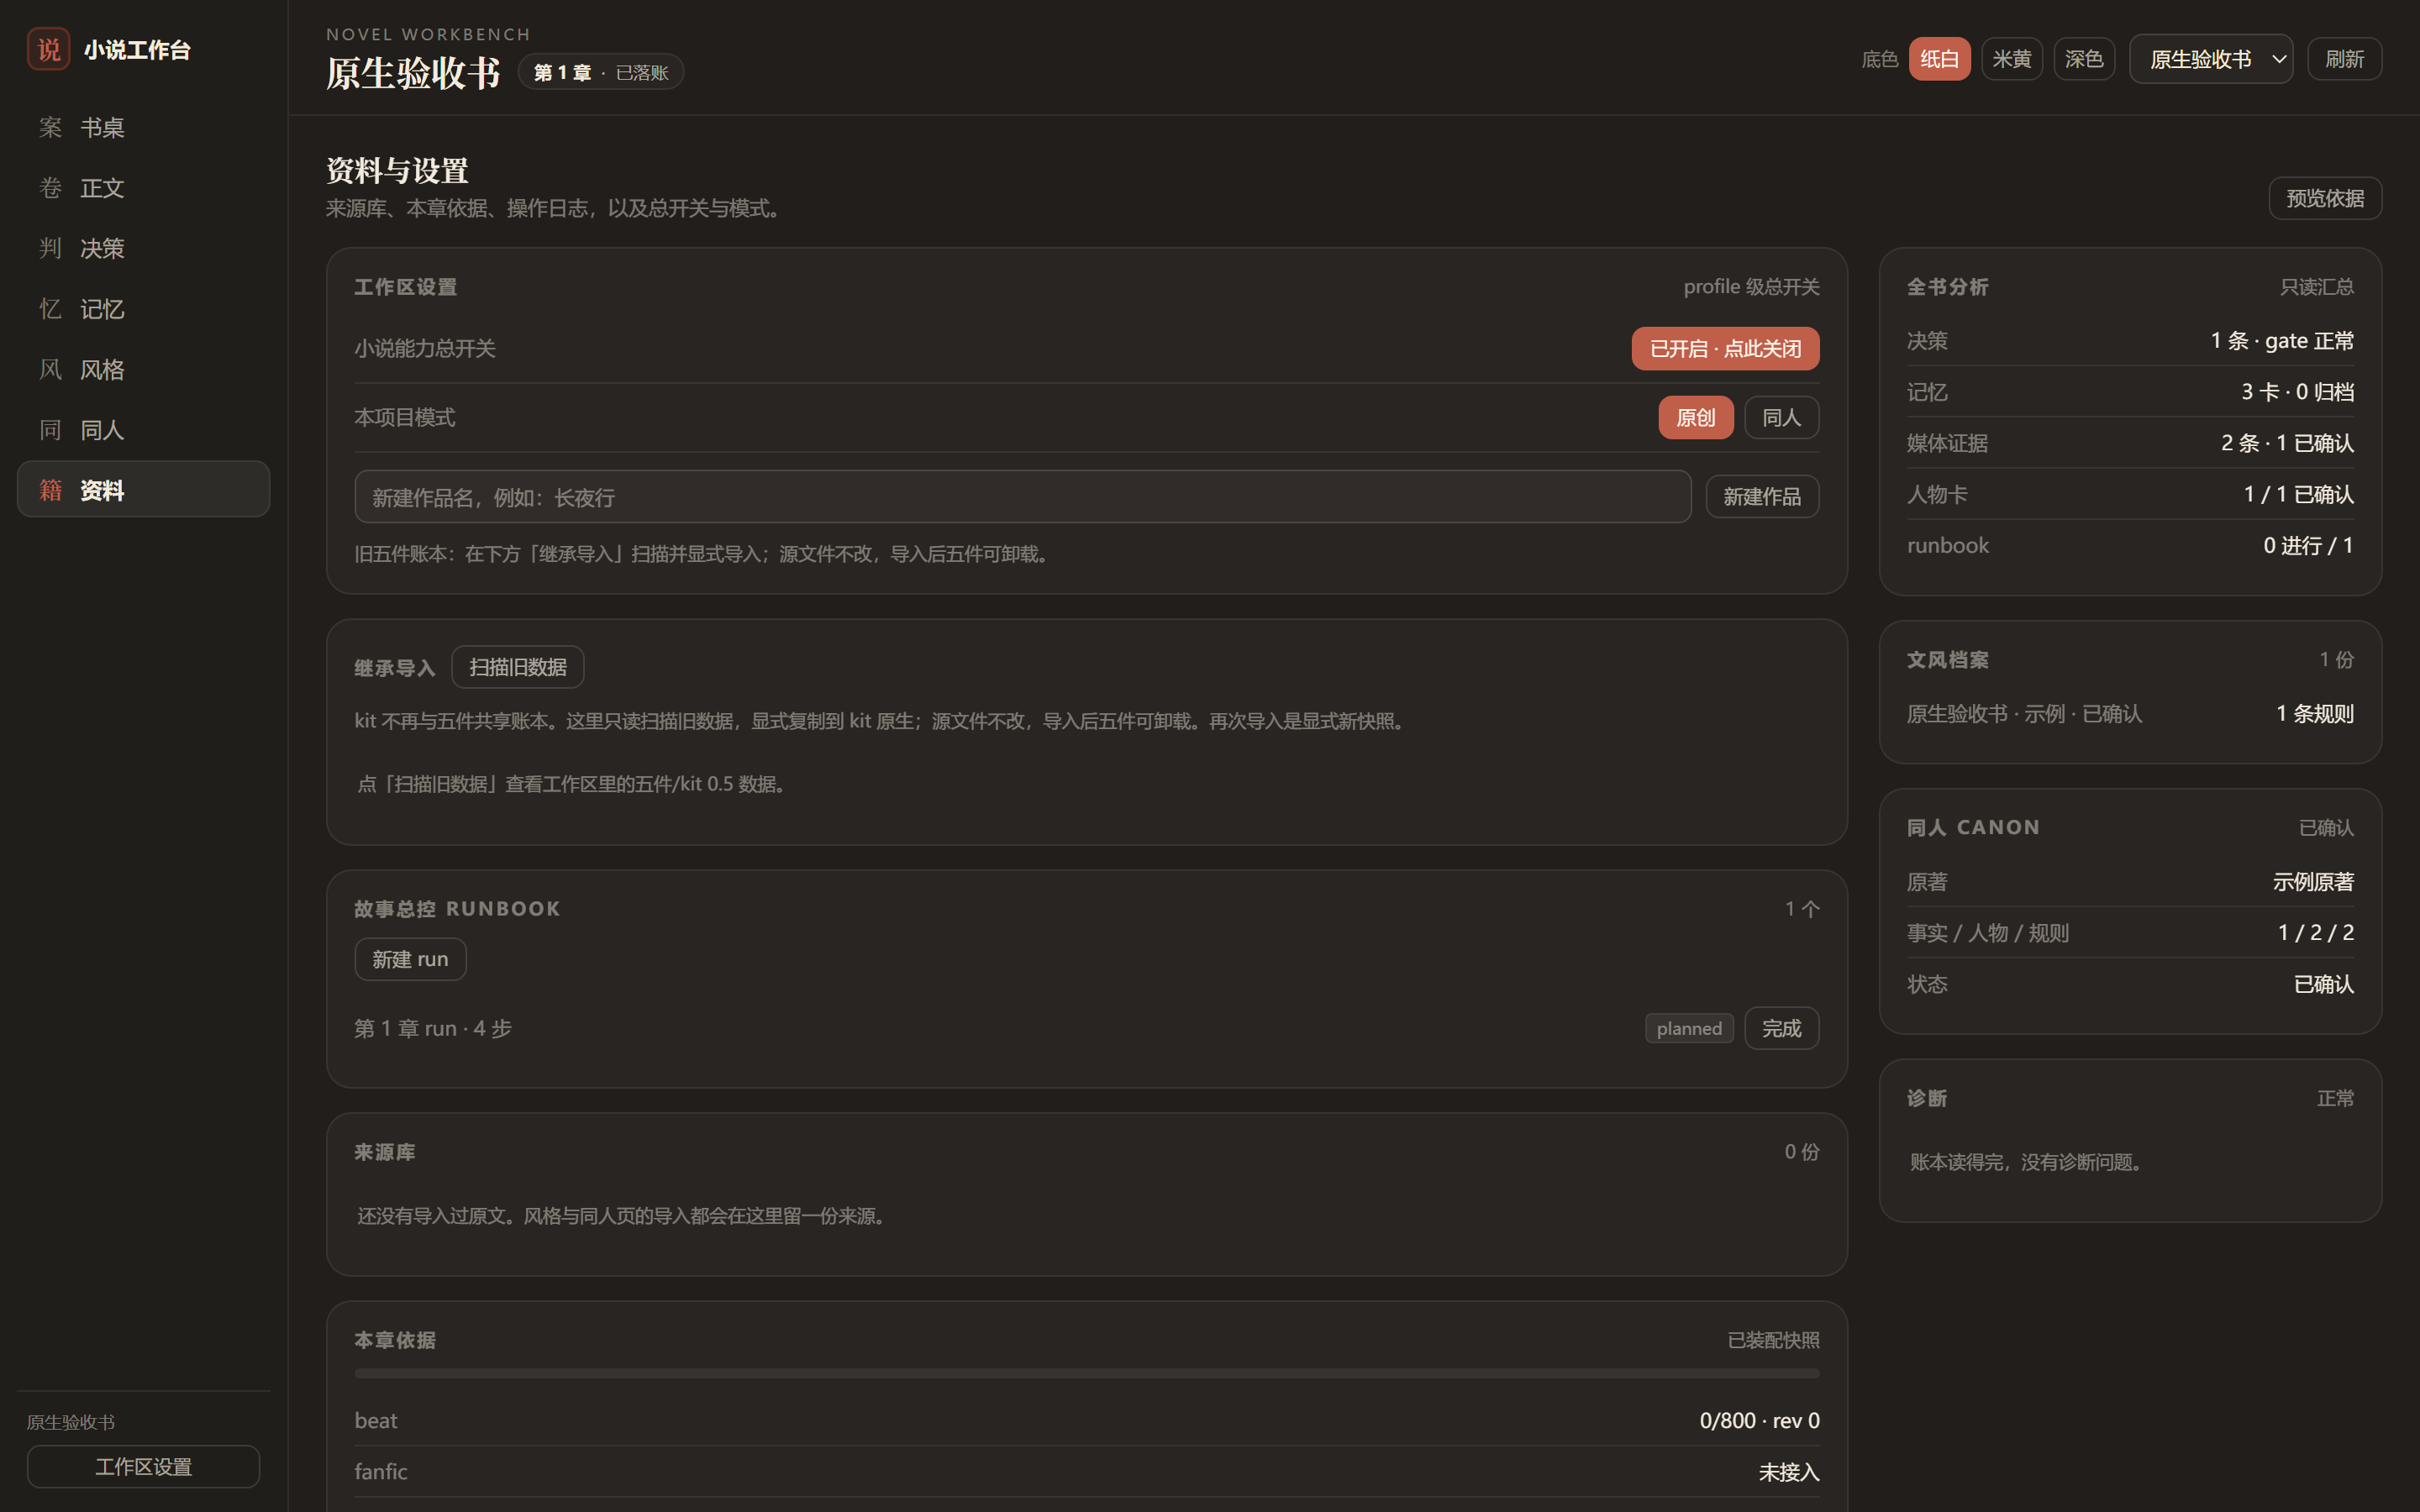 说 小说工作台
案 书桌
卷 正文
判 决策
忆 记忆
风 风格
同 同人
籍 资料
原生验收书
工作区设置
NOVEL WORKBENCH
原生验收书 第 1 章 · 已落账
底色 纸白 米黄 深色 原生验收书 刷新
资料与设置
来源库、本章依据、操作日志，以及总开关与模式。
预览依据
工作区设置 profile 级总开关
小说能力总开关 已开启 · 点此关闭
本项目模式 原创 同人
新建作品名，例如：长夜行 新建作品
旧五件账本：在下方「继承导入」扫描并显式导入；源文件不改，导入后五件可卸载。
继承导入 扫描旧数据
kit 不再与五件共享账本。这里只读扫描旧数据，显式复制到 kit 原生；源文件不改，导入后五件可卸载。再次导入是显式新快照。
点「扫描旧数据」查看工作区里的五件/kit 0.5 数据。
故事总控 RUNBOOK 1 个
新建 run
第 1 章 run · 4 步 planned 完成
来源库 0 份
还没有导入过原文。风格与同人页的导入都会在这里留一份来源。
本章依据 已装配快照
beat 0/800 · rev 0
fanfic 未接入
全书分析 只读汇总
决策 1 条 · gate 正常
记忆 3 卡 · 0 归档
媒体证据 2 条 · 1 已确认
人物卡 1 / 1 已确认
runbook 0 进行 / 1
文风档案 1 份
原生验收书 · 示例 · 已确认 1 条规则
同人 CANON 已确认
原著 示例原著
事实 / 人物 / 规则 1 / 2 / 2
状态 已确认
诊断 正常
账本读得完，没有诊断问题。